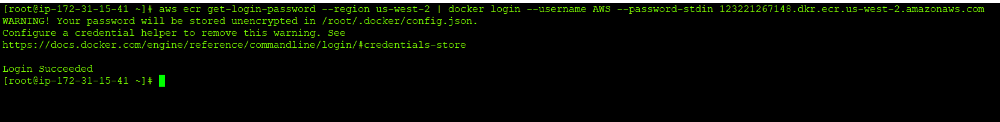 [root@ip-172-31-15-41 ~]# aws ecr get-login-password --region us-west-2 | docker login --username AWS --password-stdin 123221267148.dkr.ecr.us-west-2.amazonaws.com
WARNING! Your password will be stored unencrypted in /root/.docker/config.json.
Configure a credential helper to remove this warning. See
https://docs.docker.com/engine/reference/commandline/login/#credentials-store
Login Succeeded
[root@ip-172-31-15-41 ~]#